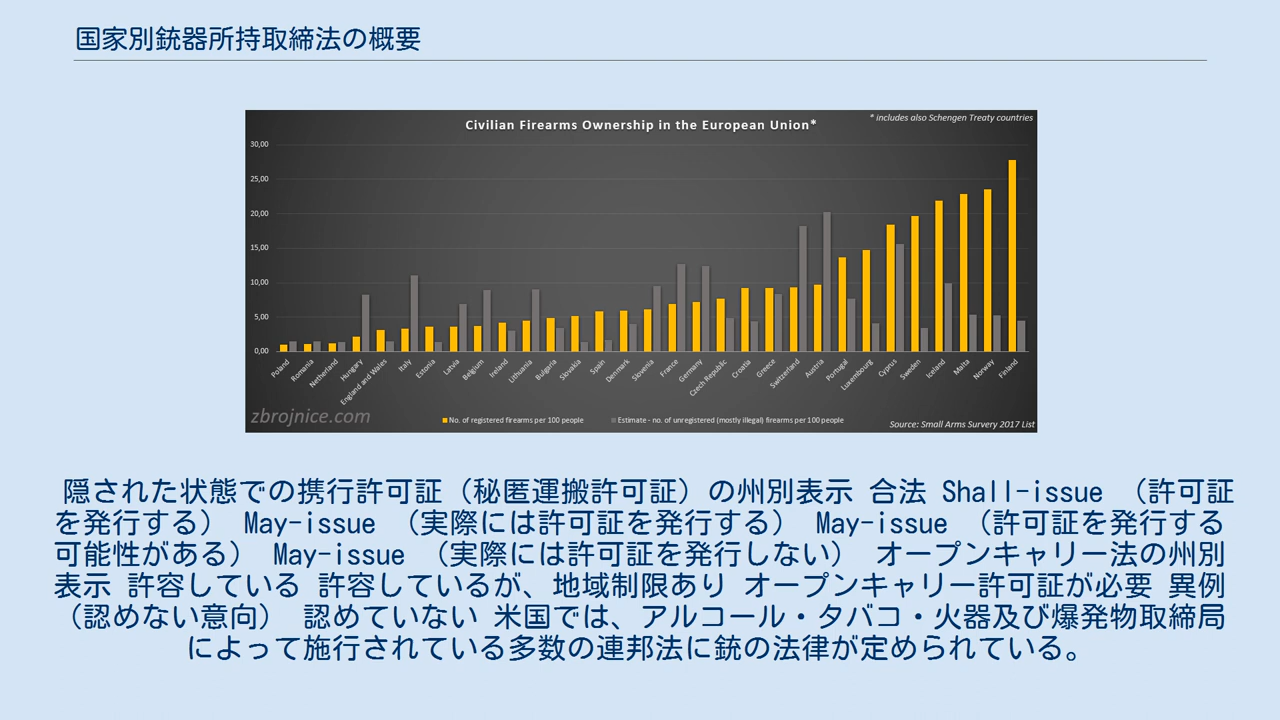 国家別銃器所持取締法の概要
Civilian Firearms Ownership in the European Union*
* includes also Schengen Treaty countries
30,00
25,00
20,00
15,00
10,00
5,00
0,00
Poland
Romania
Netherland
Hungary
England and Wales
Italy
Estonia
Latvia
Belgium
Ireland
Lithuania
Bulgaria
Slovakia
Spain
Denmark
Slovenia
France
Germany
Czech Republic
Croatia
Greece
Switzerland
Austria
Portugal
Luxembourg
Cyprus
Sweden
Iceland
Malta
Norway
Finland
zbrojnice.com
No. of registered firearms per 100 people
Estimate - no. of unregistered (mostly illegal) firearms per 100 people
Source: Small Arms Survery 2017 List
隠された状態での携行許可証（秘匿運搬許可証）の州別表示 合法 Shall-issue （許可証
を発行する） May-issue （実際には許可証を発行する） May-issue （許可証を発行する
可能性がある） May-issue （実際には許可証を発行しない） オープンキャリー法の州別
表示 許容している 許容しているが、地域制限あり オープンキャリー許可証が必要 異例
（認めない意向） 認めていない 米国では、アルコール・タバコ・火器及び爆発物取締局
によって施行されている多数の連邦法に銃の法律が定められている。